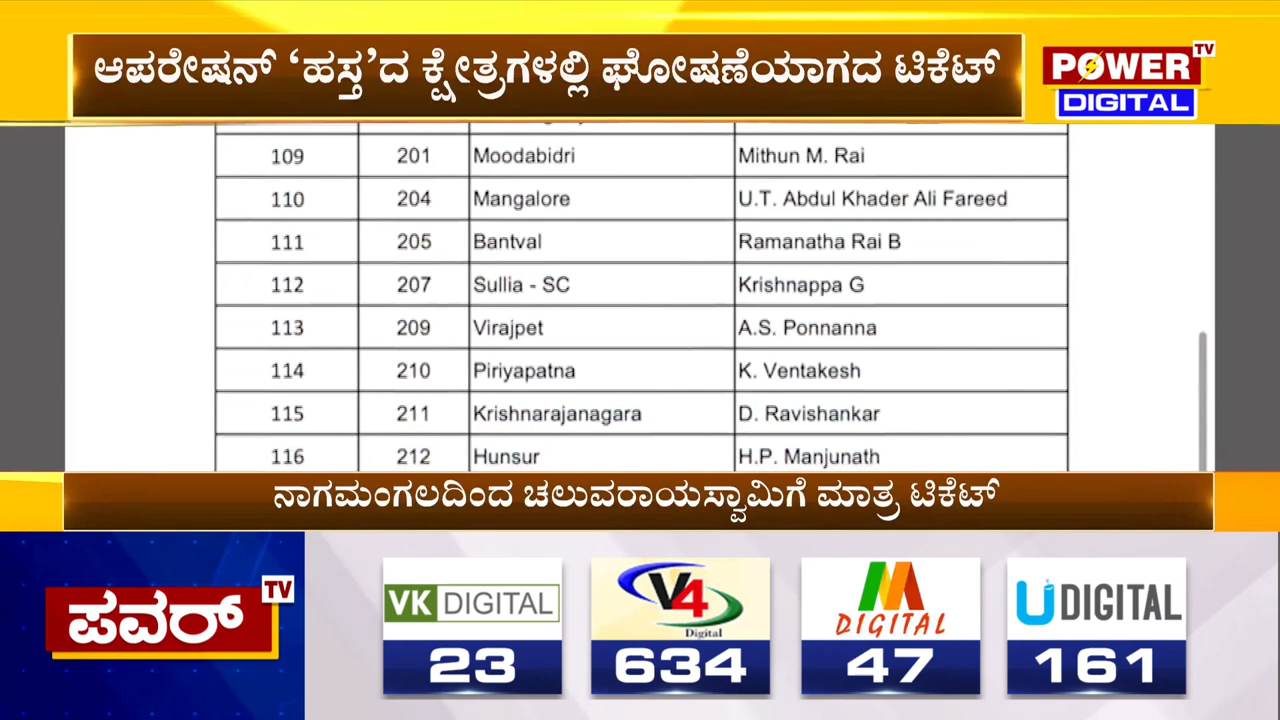 ಆಪರೇಷನ್ ‘ಹಸ್ತ’ದ ಕ್ಷೇತ್ರಗಳಲ್ಲಿ ಘೋಷಣೆಯಾಗದ ಟಿಕೆಟ್
POWER TV
DIGITAL
109 201 Moodabidri Mithun M. Rai
110 204 Mangalore U.T. Abdul Khader Ali Fareed
111 205 Bantval Ramanatha Rai B
112 207 Sullia - SC Krishnappa G
113 209 Virajpet A.S. Ponnanna
114 210 Piriyapatna K. Ventakesh
115 211 Krishnarajanagara D. Ravishankar
116 212 Hunsur H.P. Manjunath
ನಾಗಮಂಗಲದಿಂದ ಚಲುವರಾಯಸ್ವಾಮಿಗೆ ಮಾತ್ರ ಟಿಕೆಟ್
ಪವರ್ TV
VK DIGITAL
23
V4 Digital
634
M DIGITAL
47
U DIGITAL
161